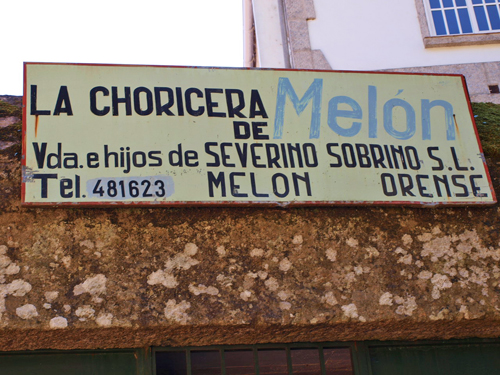 LA CHORICERA DE Melón
Vda. e hijos de SEVERINO SOBRINO, S.L.
Tel. 481623 MELON ORENSE